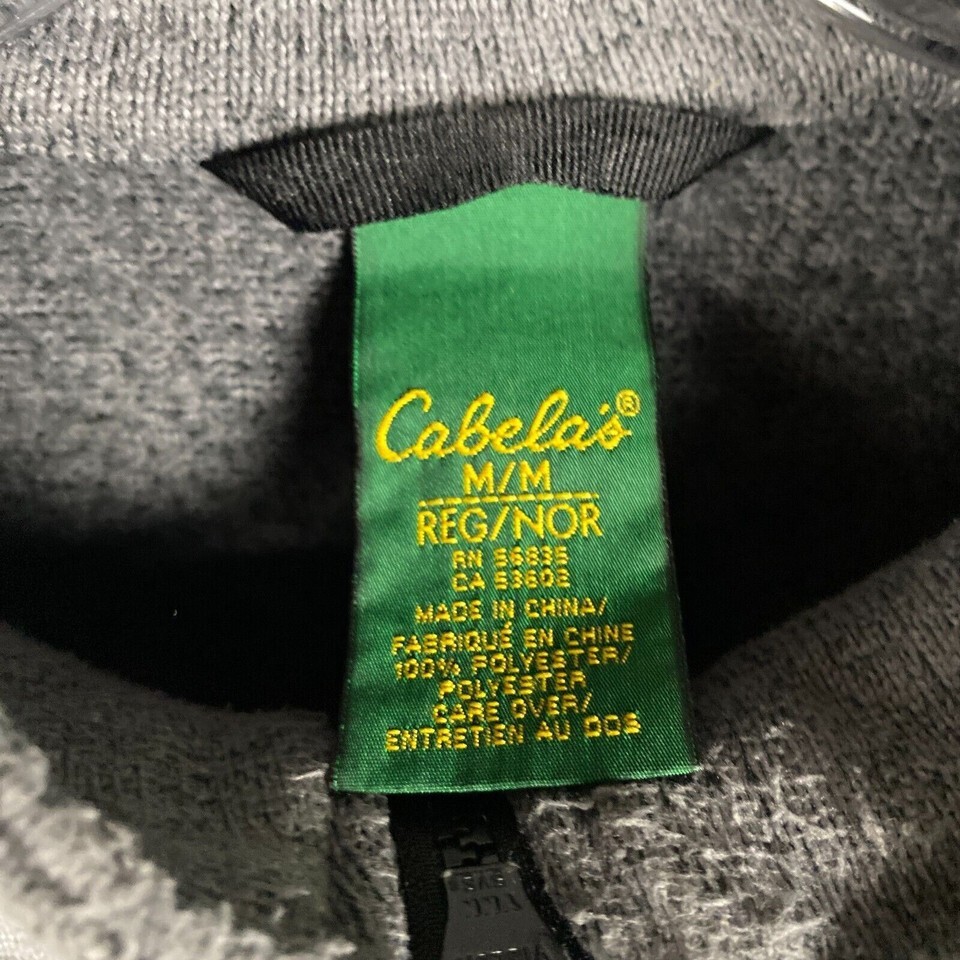 Cabela's®
M/M
REG/NOR
RN 56835
CA 53602
MADE IN CHINA/
FABRIQUÉ EN CHINE
100% POLYESTER/
POLYESTER
CARE OVER/
ENTRETIEN AU DOS
YKK